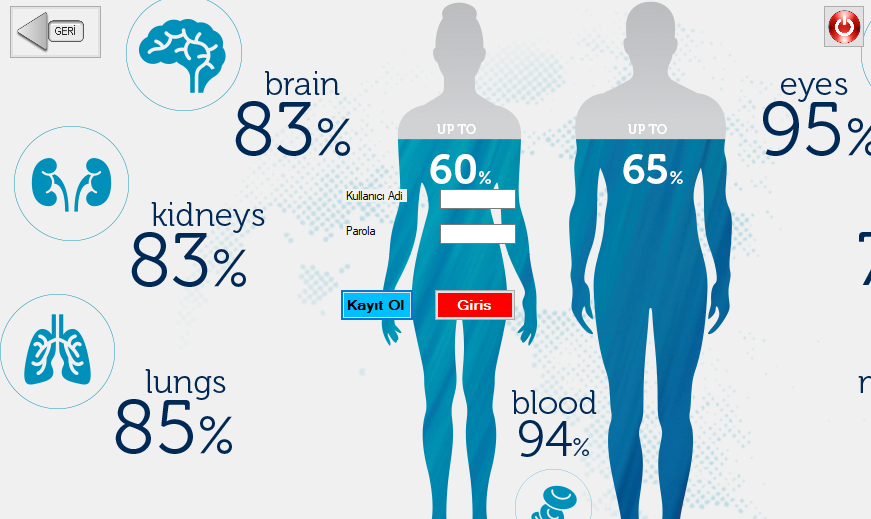 GERİ
brain
83%
eyes
95%
UP TO
60%
UP TO
65%
Kullanıcı Adi
Parola
kidneys
83%
Kayıt Ol
Giris
lungs
85%
blood
94%